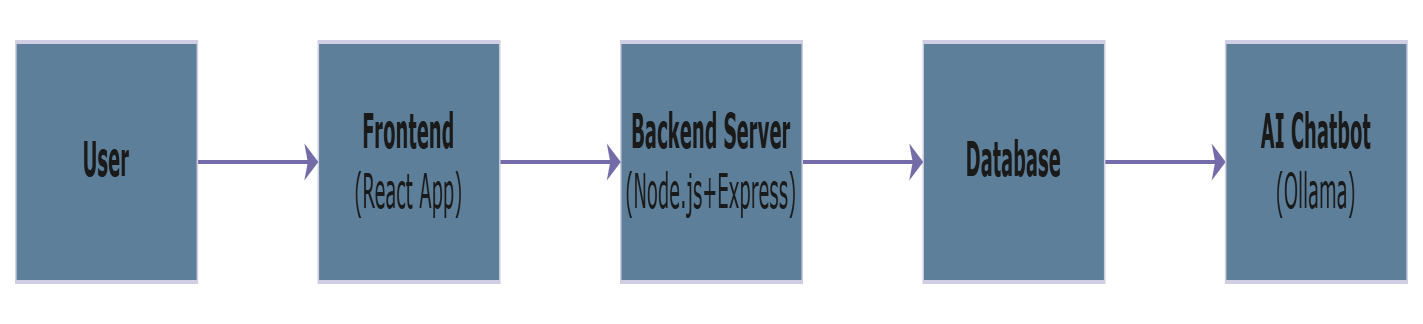 User
Frontend
(React App)
Backend Server
(Node.js+Express)
Database
AI Chatbot
(Ollama)